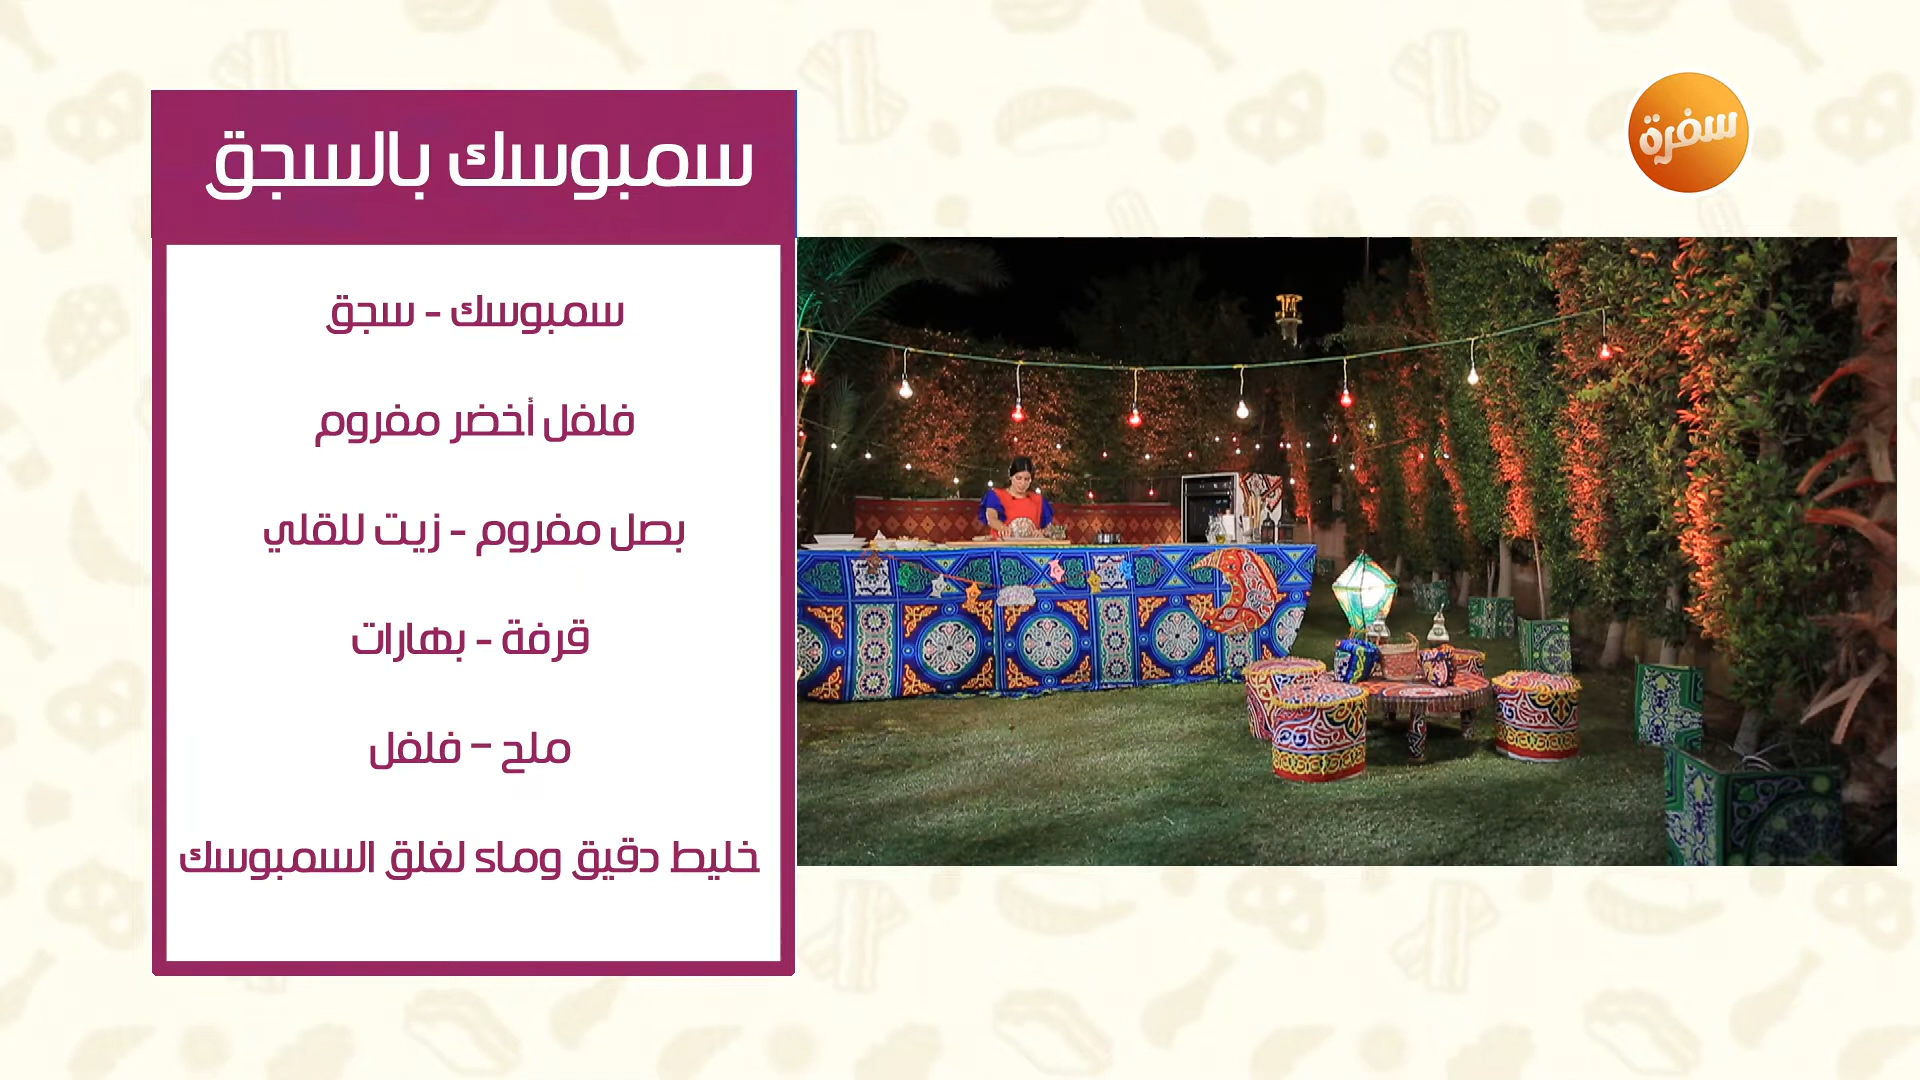 سمبوسك بالسجق
سفرة
سمبوسك - سجق
فلفل أخضر مفروم
بصل مفروم - زيت للقلي
قرفة - بهارات
ملح – فلفل
خليط دقيق وماء لغلق السمبوسك